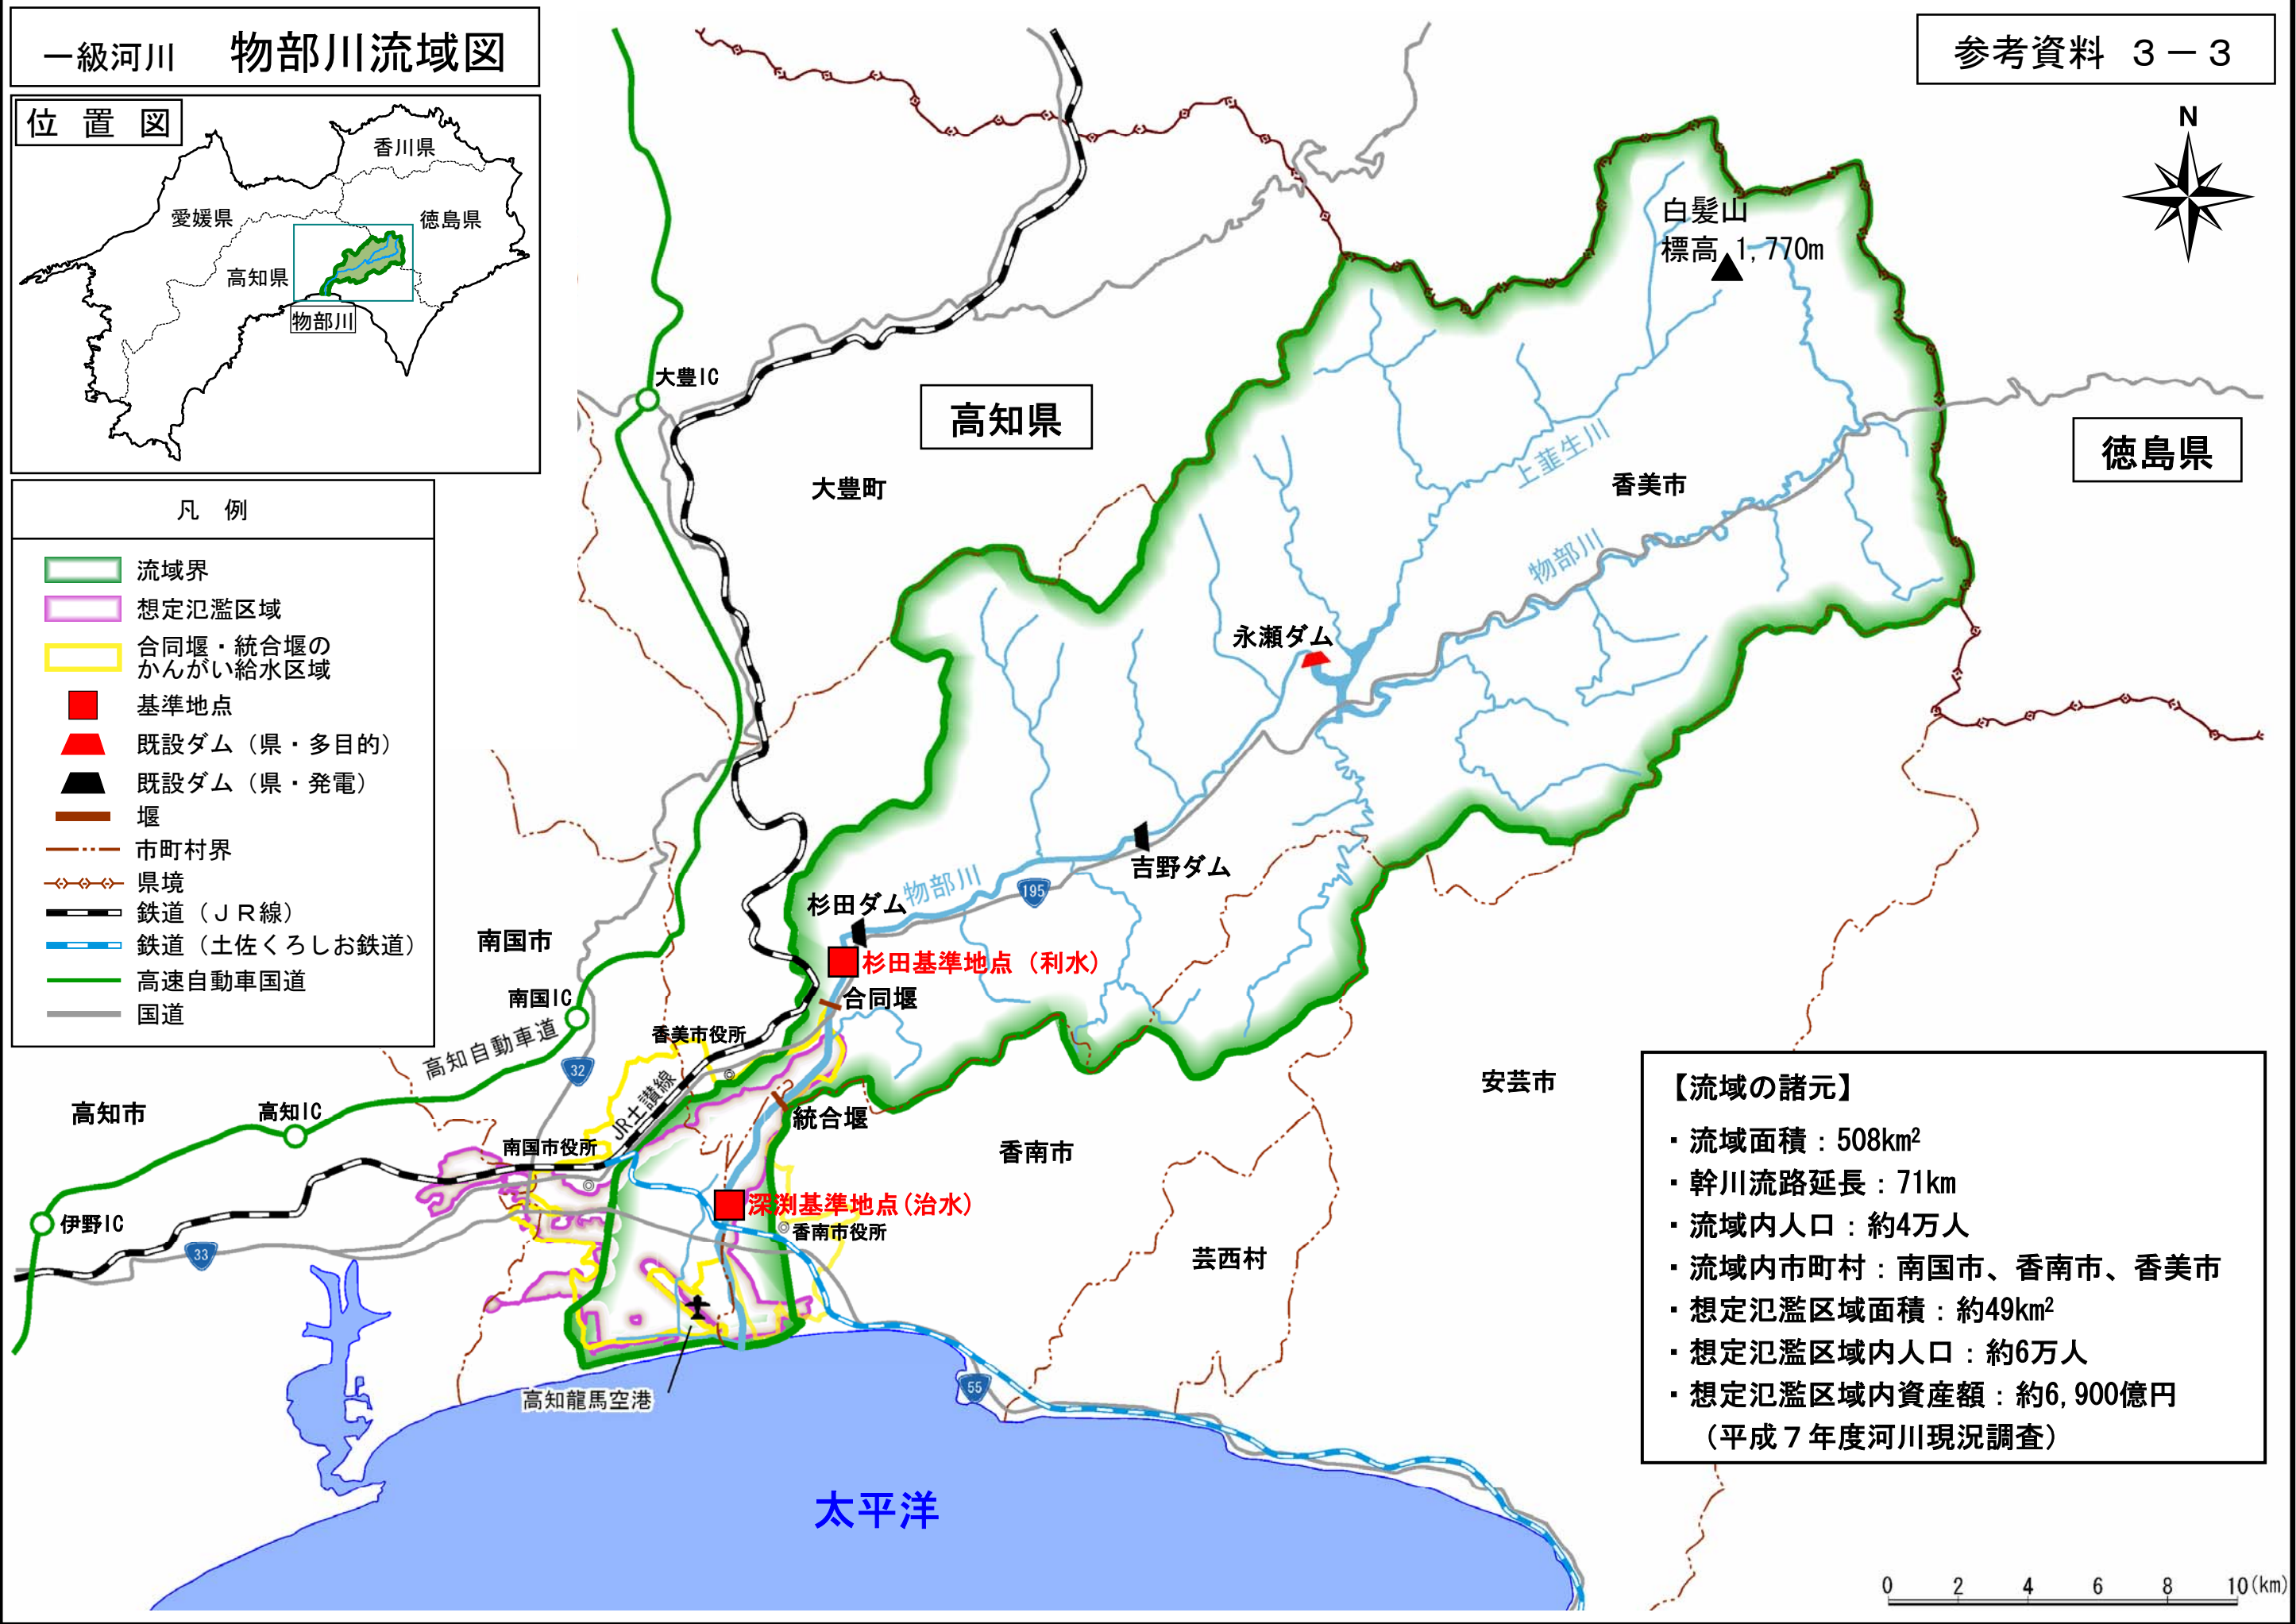 一級河川　物部川流域図
参考資料　３－３
位置図
香川県
愛媛県
徳島県
高知県
物部川
凡　例
流域界
想定氾濫区域
合同堰・統合堰の
かんがい給水区域
基準地点
既設ダム（県・多目的）
既設ダム（県・発電）
堰
市町村界
県境
鉄道（ＪＲ線）
鉄道（土佐くろしお鉄道）
高速自動車国道
国道
N
白髪山
標高 1,770m
大豊IC
高知県
徳島県
大豊町
上韮生川
香美市
物部川
永瀬ダム
吉野ダム
物部川
195
杉田ダム
南国市
杉田基準地点（利水）
南国IC
合同堰
香美市役所
高知自動車道
32
JR土讃線
安芸市
高知市
高知IC
統合堰
南国市役所
香南市
深渕基準地点(治水)
伊野IC
香南市役所
33
芸西村
55
高知龍馬空港
太平洋
【流域の諸元】
・流域面積：508km²
・幹川流路延長：71km
・流域内人口：約4万人
・流域内市町村：南国市、香南市、香美市
・想定氾濫区域面積：約49km²
・想定氾濫区域内人口：約6万人
・想定氾濫区域内資産額：約6,900億円
（平成７年度河川現況調査）
0 2 4 6 8 10(km)